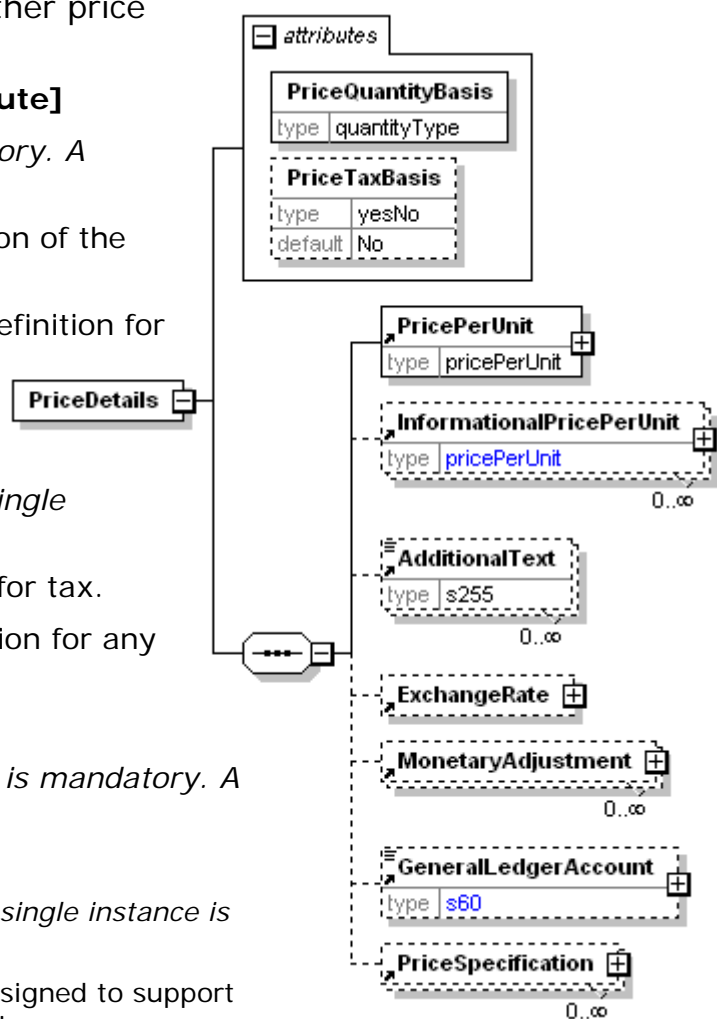 ther price
ute]
ory. A
on of the
efinition for
ingle
for tax.
ion for any
is mandatory. A
single instance is
signed to support
attributes
PriceQuantityBasis
type quantityType
PriceTaxBasis
type yesNo
default No
PriceDetails
PricePerUnit
type pricePerUnit
InformationalPricePerUnit
type pricePerUnit
0..∞
AdditionalText
type s255
0..∞
ExchangeRate
MonetaryAdjustment
0..∞
GeneralLedgerAccount
type s60
PriceSpecification
0..∞